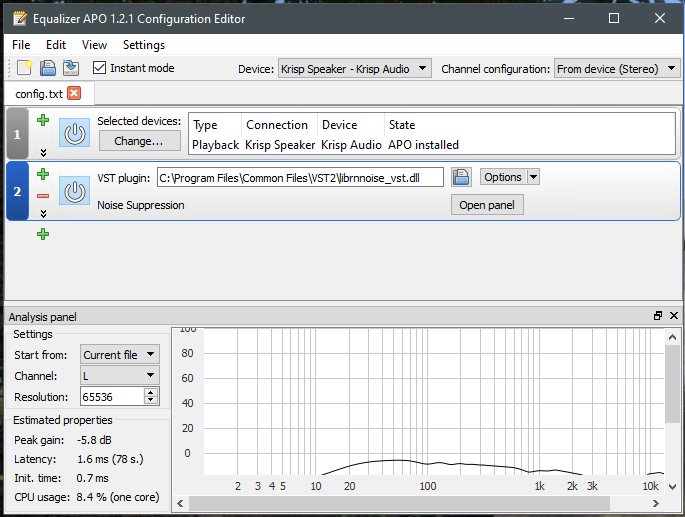 Equalizer APO 1.2.1 Configuration Editor
File Edit View Settings
Instant mode Device: Krisp Speaker - Krisp Audio Channel configuration: From device (Stereo)
config.txt
1 Selected devices: Change...
Type Connection Device State
Playback Krisp Speaker Krisp Audio APO installed
2 VST plugin: C:\Program Files\Common Files\VST2\librnnoise_vst.dll Options
Noise Suppression Open panel
Analysis panel
Settings
Start from: Current file
Channel: L
Resolution: 65536
Estimated properties
Peak gain: -5.8 dB
Latency: 1.6 ms (78 s.)
Init. time: 0.7 ms
CPU usage: 8.4 % (one core)
100
80
60
40
20
0
2 3 4 5 10 20 100 1k 2k 3k 10k